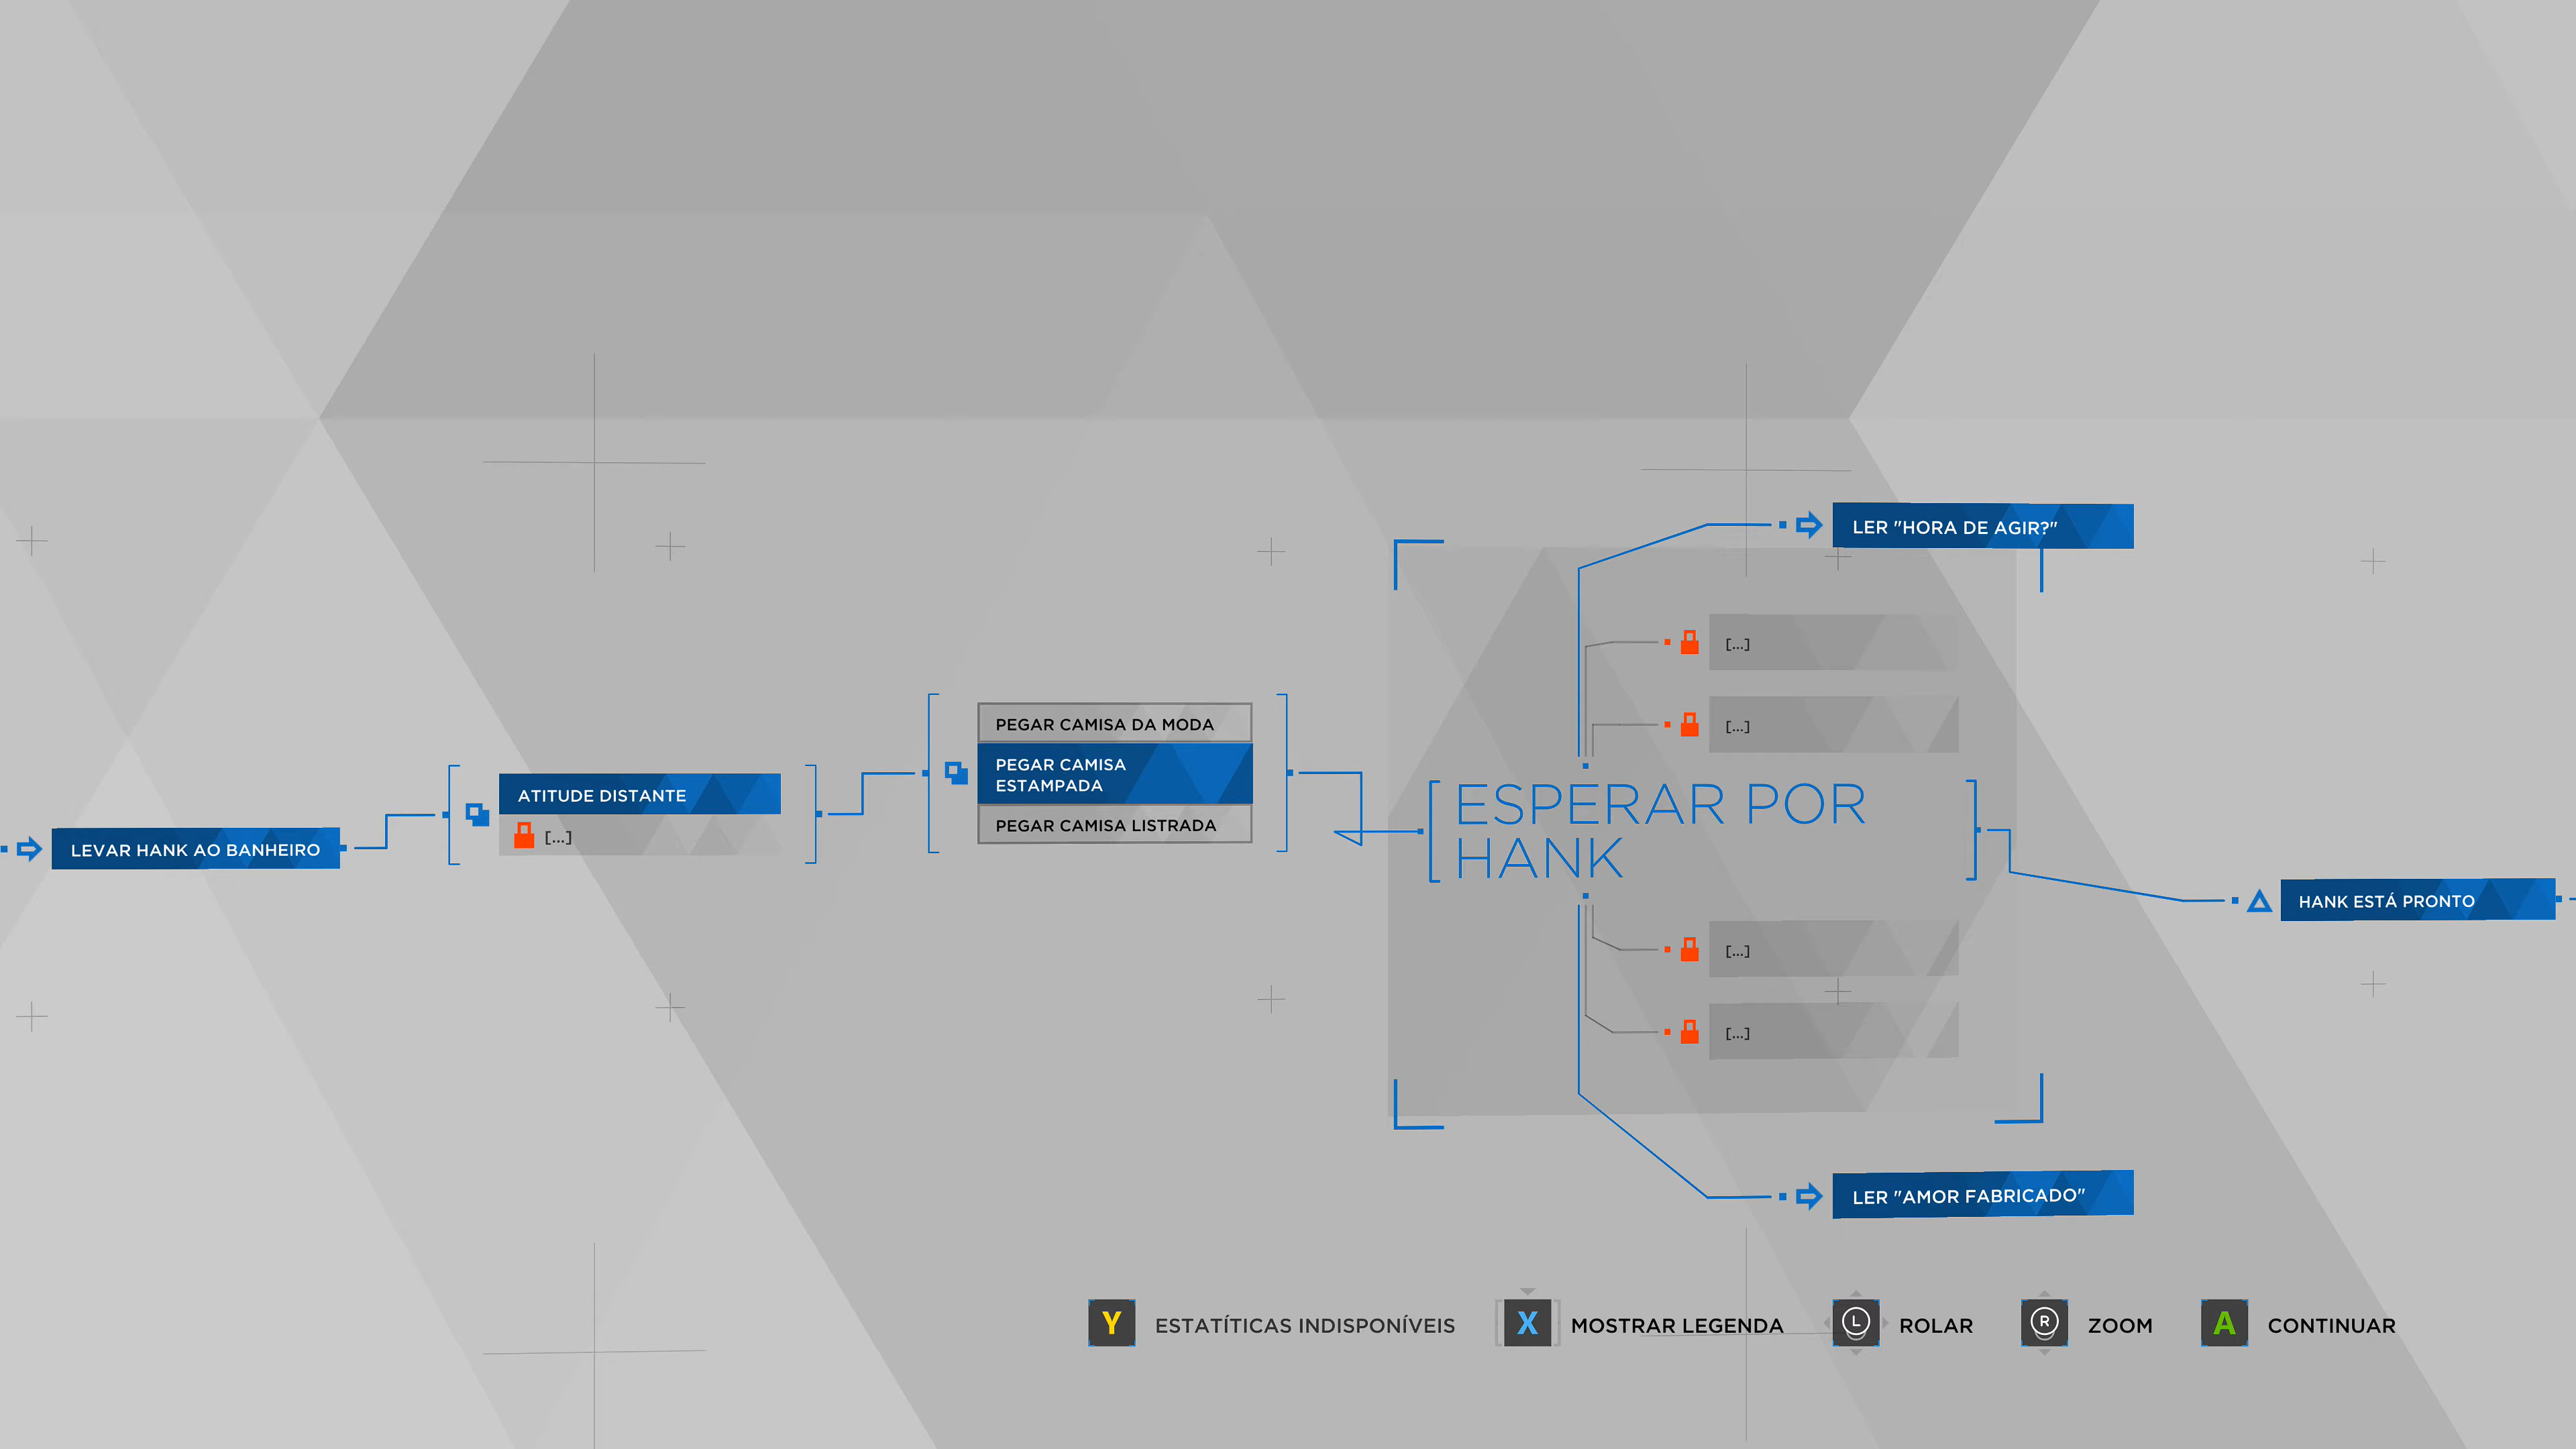 LEVAR HANK AO BANHEIRO
ATITUDE DISTANTE
[...]
PEGAR CAMISA DA MODA
PEGAR CAMISA
ESTAMPADA
PEGAR CAMISA LISTRADA
LER "HORA DE AGIR?"
[...]
[...]
ESPERAR POR
HANK
[...]
[...]
LER "AMOR FABRICADO"
HANK ESTÁ PRONTO
Y ESTATÍTICAS INDISPONÍVEIS X MOSTRAR LEGENDA L ROLAR R ZOOM A CONTINUAR